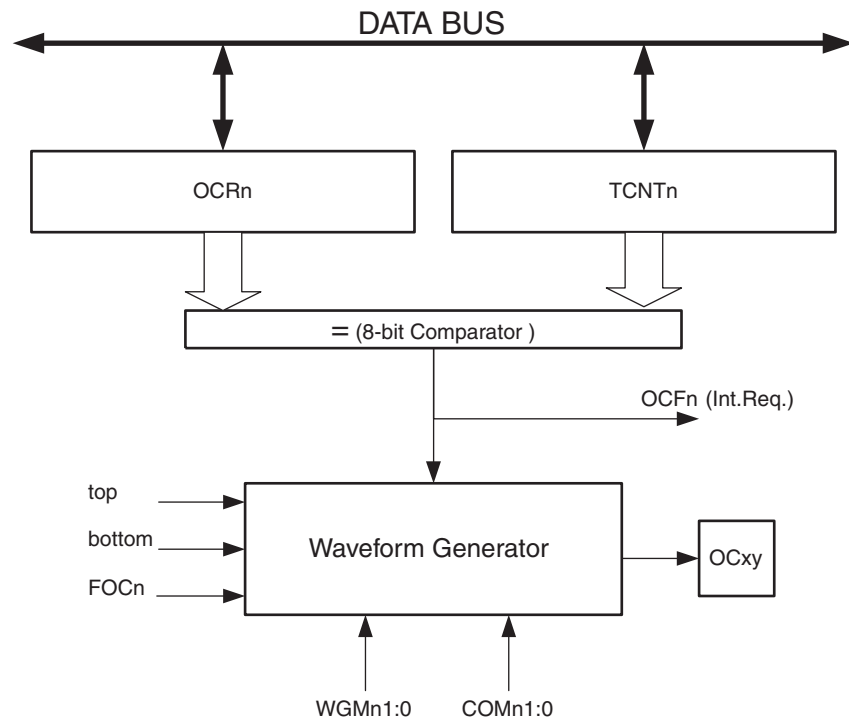 DATA BUS
OCRn
TCNTn
= (8-bit Comparator )
OCFn (Int.Req.)
top
bottom
FOCn
Waveform Generator
OCxy
WGMn1:0
COMn1:0